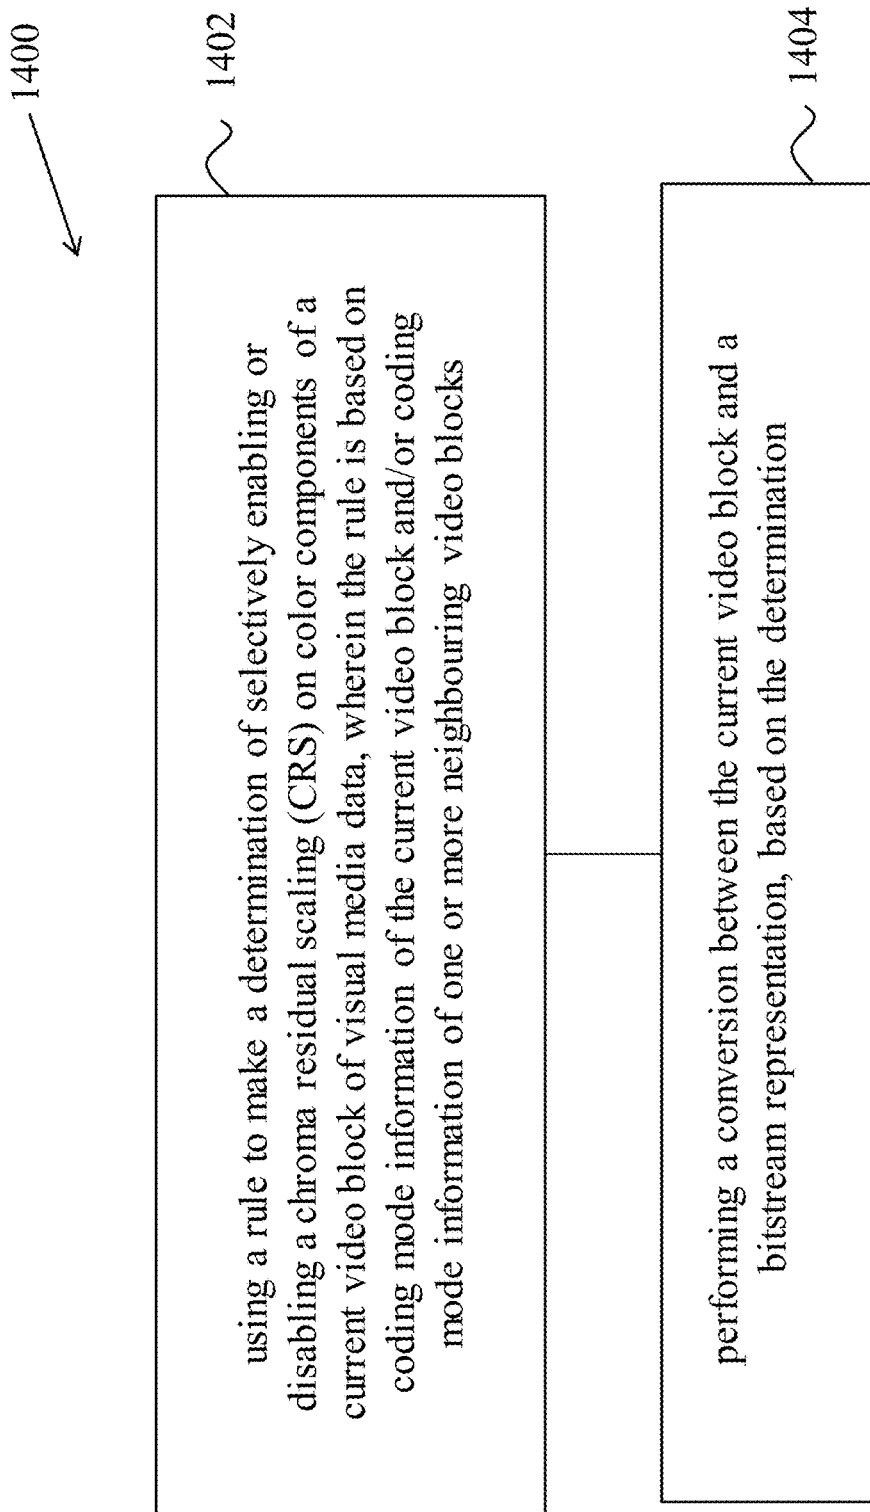 1400
1402
using a rule to make a determination of selectively enabling or
disabling a chroma residual scaling (CRS) on color components of a
current video block of visual media data, wherein the rule is based on
coding mode information of the current video block and/or coding
mode information of one or more neighbouring video blocks
1404
performing a conversion between the current video block and a
bitstream representation, based on the determination